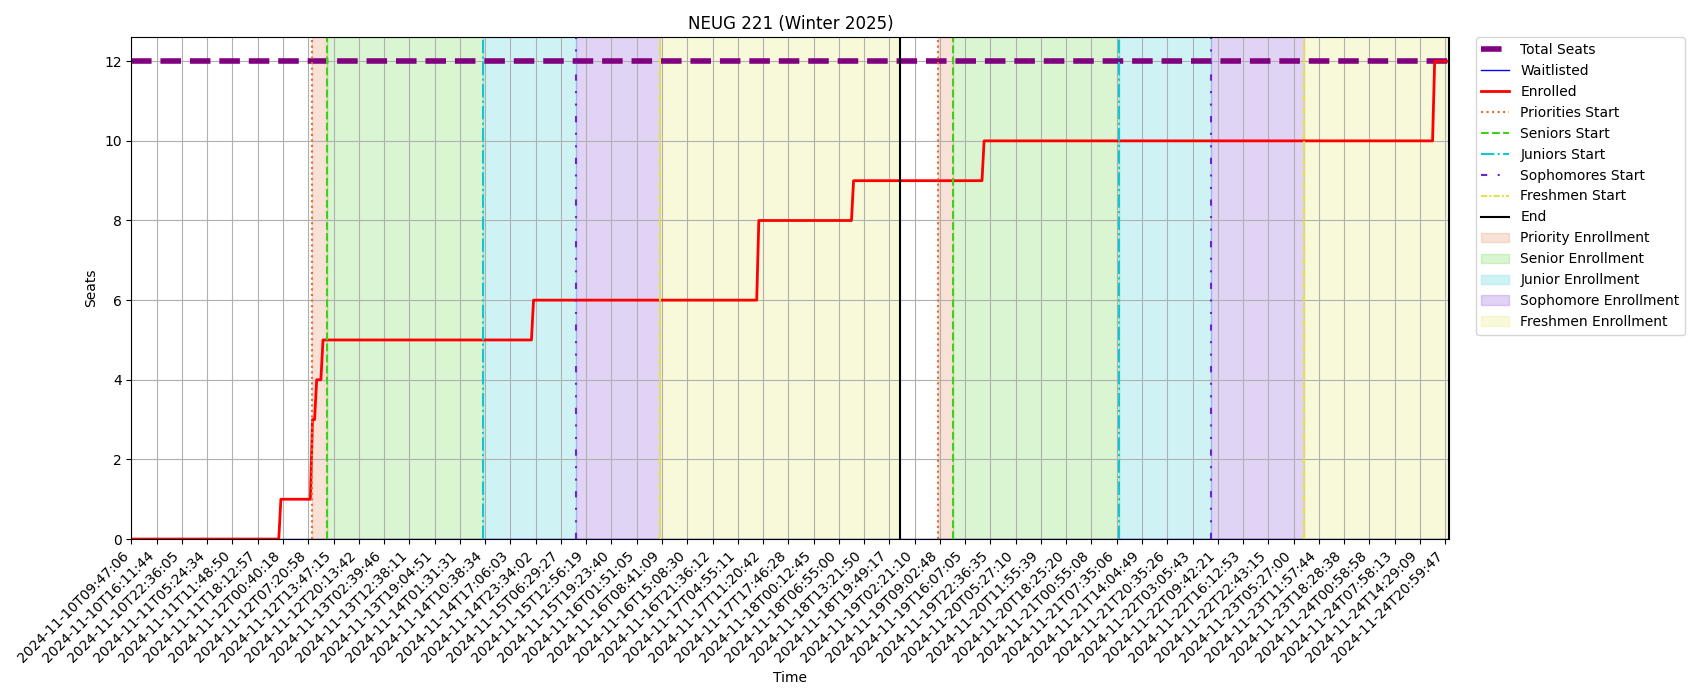 NEUG 221 (Winter 2025)
Seats
12
10
8
6
4
2
0
2024-11-10T09:47:06
2024-11-10T16:11:44
2024-11-10T22:36:05
2024-11-11T05:24:34
2024-11-11T11:48:50
2024-11-11T18:12:57
2024-11-12T00:40:18
2024-11-12T07:20:58
2024-11-12T13:47:15
2024-11-12T20:13:42
2024-11-13T02:39:46
2024-11-13T12:38:11
2024-11-13T19:04:51
2024-11-14T01:31:31
2024-11-14T10:38:34
2024-11-14T17:06:03
2024-11-14T23:34:02
2024-11-15T06:29:27
2024-11-15T12:56:19
2024-11-15T19:23:40
2024-11-16T01:51:05
2024-11-16T08:41:09
2024-11-16T15:08:30
2024-11-16T21:36:12
2024-11-17T04:55:11
2024-11-17T11:20:42
2024-11-17T17:46:28
2024-11-18T00:12:45
2024-11-18T06:55:00
2024-11-18T13:21:50
2024-11-18T19:49:17
2024-11-19T02:21:10
2024-11-19T09:02:48
2024-11-19T16:07:05
2024-11-19T22:36:35
2024-11-20T05:27:10
2024-11-20T11:55:39
2024-11-20T18:25:20
2024-11-21T00:55:08
2024-11-21T07:35:06
2024-11-21T14:04:49
2024-11-21T20:35:26
2024-11-22T03:05:43
2024-11-22T09:42:21
2024-11-22T16:12:53
2024-11-22T22:43:15
2024-11-23T05:27:00
2024-11-23T11:57:44
2024-11-23T18:28:38
2024-11-24T00:58:58
2024-11-24T07:58:13
2024-11-24T14:29:09
2024-11-24T20:59:47
Time
Total Seats
Waitlisted
Enrolled
Priorities Start
Seniors Start
Juniors Start
Sophomores Start
Freshmen Start
End
Priority Enrollment
Senior Enrollment
Junior Enrollment
Sophomore Enrollment
Freshmen Enrollment